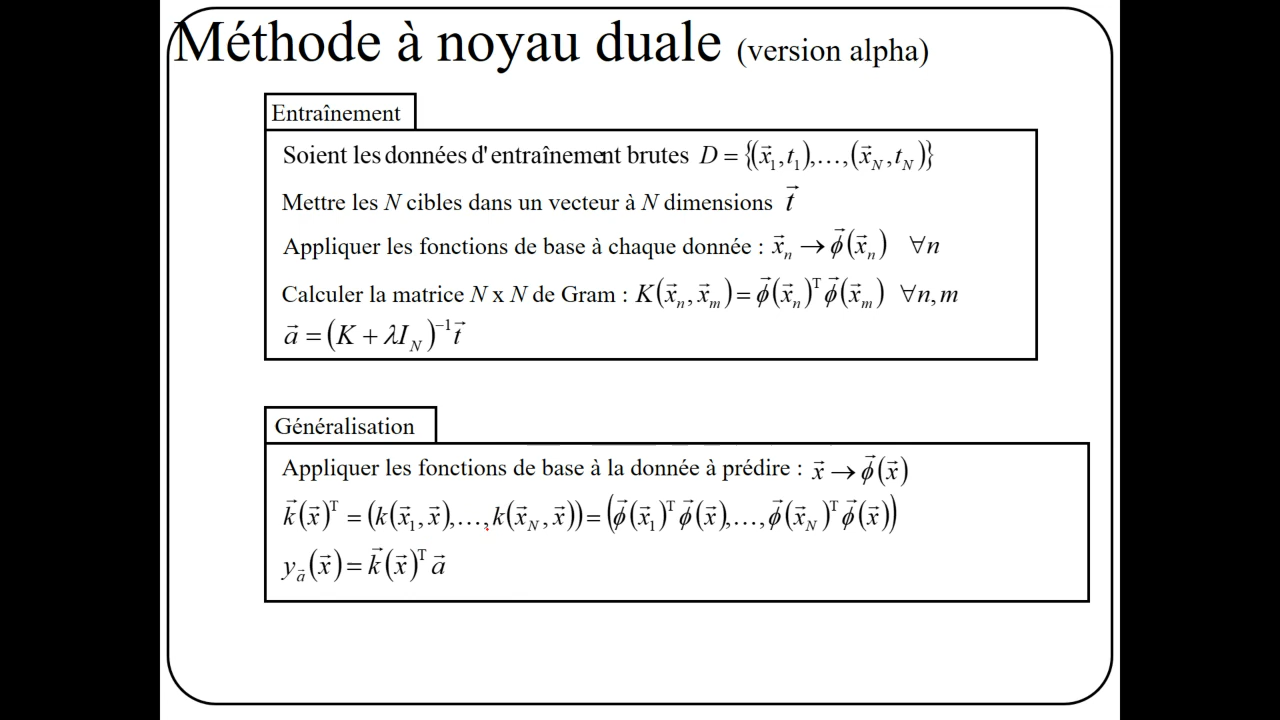 Méthode à noyau duale (version alpha)
Entraînement
Soient les données d'entraînement brutes D = {(x⃗₁,t₁),…,(x⃗_N,t_N)}
Mettre les N cibles dans un vecteur à N dimensions t⃗
Appliquer les fonctions de base à chaque donnée : x⃗ₙ → ϕ⃗(x⃗ₙ) ∀n
Calculer la matrice N x N de Gram : K(x⃗ₙ, x⃗ₘ) = ϕ⃗(x⃗ₙ)ᵀ ϕ⃗(x⃗ₘ) ∀n, m
a⃗ = (K + λI_N)⁻¹ t⃗
Généralisation
Appliquer les fonctions de base à la donnée à prédire : x⃗ → ϕ⃗(x⃗)
k⃗(x⃗)ᵀ = (k(x⃗₁, x⃗),…,k(x⃗_N, x⃗)) = (ϕ⃗(x⃗₁)ᵀ ϕ⃗(x⃗),…,ϕ⃗(x⃗_N)ᵀ ϕ⃗(x⃗))
y_a⃗(x⃗) = k⃗(x⃗)ᵀ a⃗